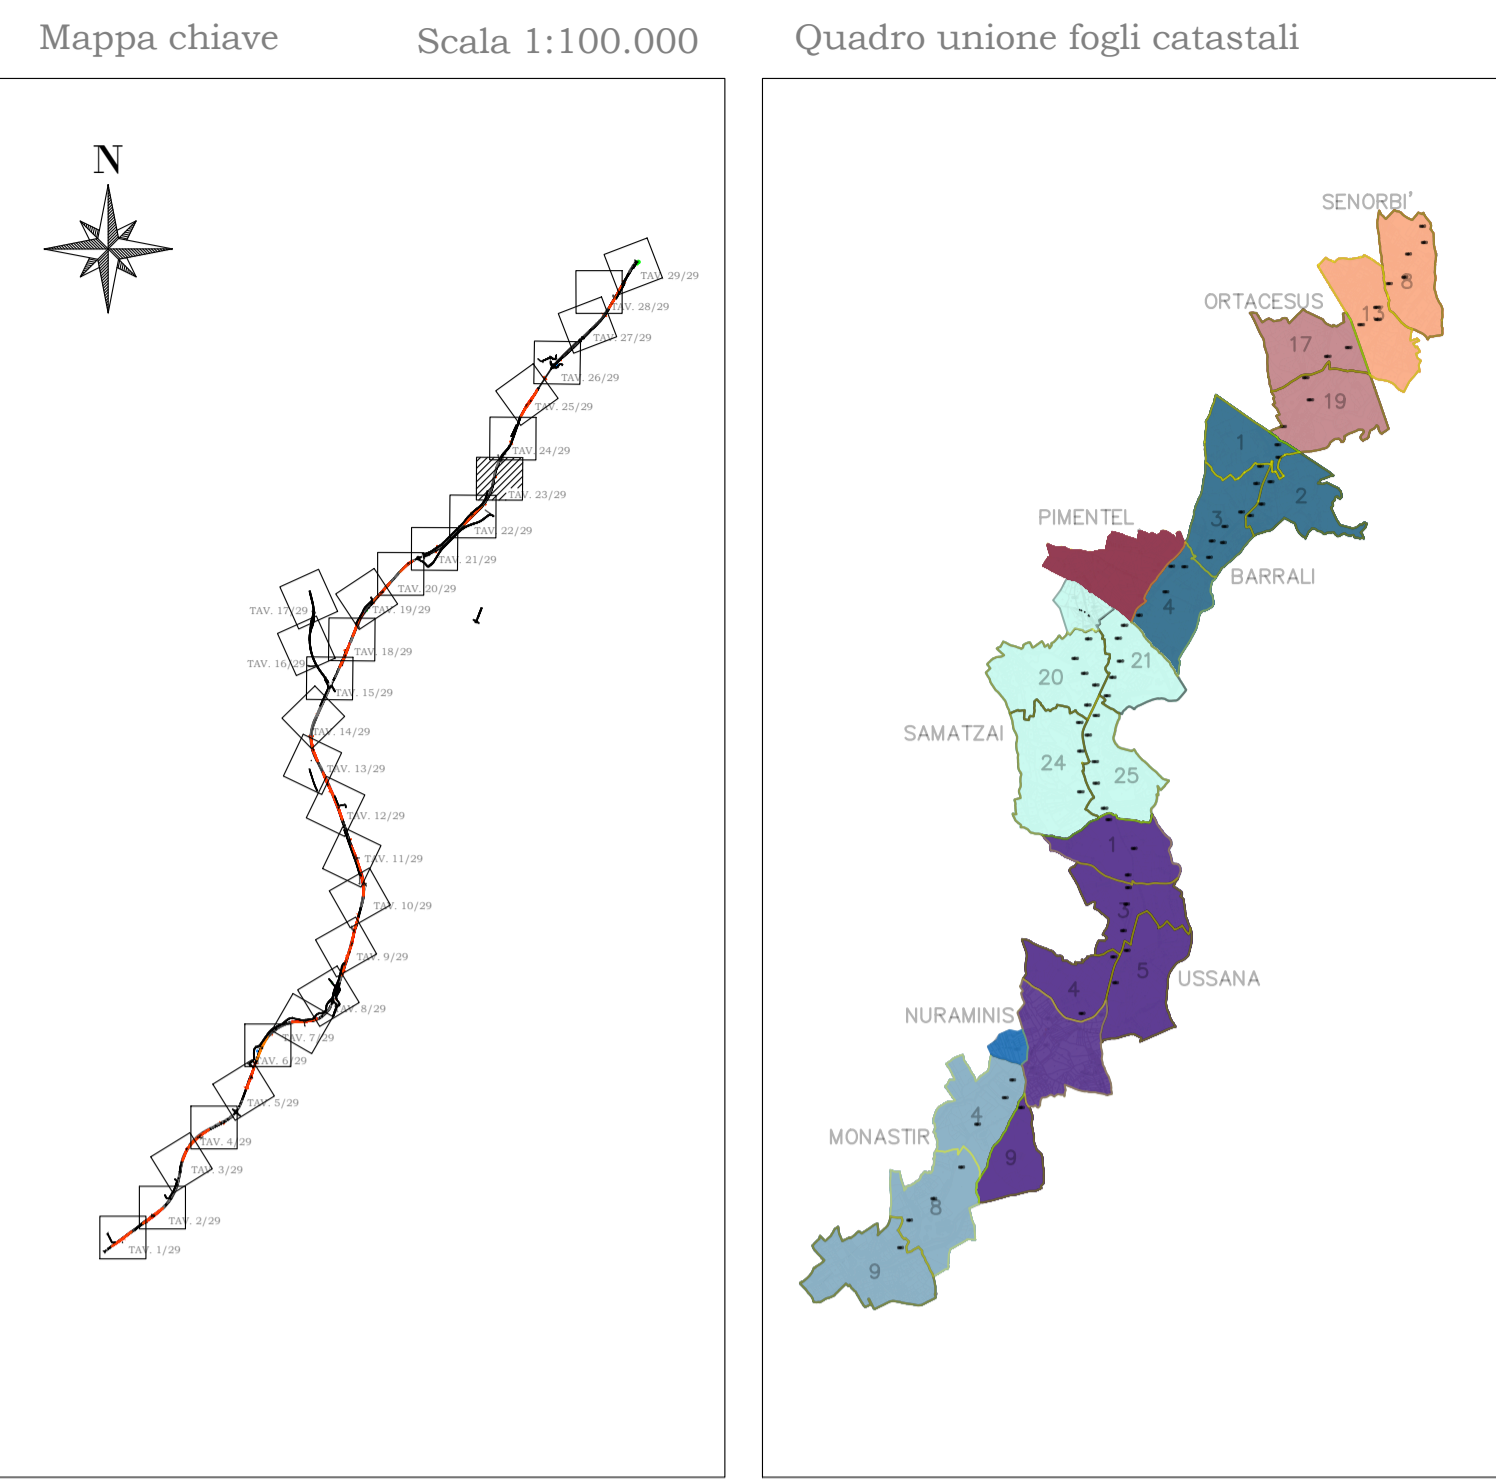 Mappa chiave
Scala 1:100.000
Quadro unione fogli catastali
N
TAV. 29/29
TAV. 28/29
TAV. 27/29
TAV. 26/29
TAV. 25/29
TAV. 24/29
TAV. 23/29
TAV. 22/29
TAV. 21/29
TAV. 20/29
TAV. 19/29
TAV. 18/29
TAV. 17/29
TAV. 16/29
TAV. 15/29
TAV. 14/29
TAV. 13/29
TAV. 12/29
TAV. 11/29
TAV. 10/29
TAV. 9/29
TAV. 8/29
TAV. 7/29
TAV. 6/29
TAV. 5/29
TAV. 4/29
TAV. 3/29
TAV. 2/29
TAV. 1/29
SENORBI'
8
13
ORTACESUS
17
19
1
2
3
PIMENTEL
BARRALI
4
21
20
SAMATZAI
24
25
1
3
5
USSANA
4
NURAMINIS
4
MONASTIR
9
8
9